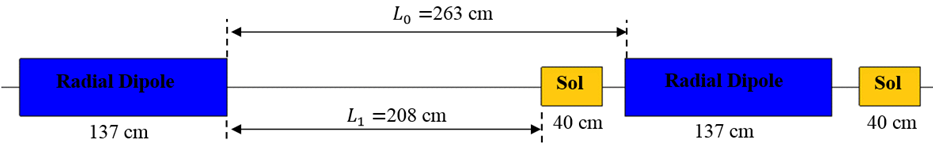 L₀ =263 cm
Radial Dipole
Sol
Radial Dipole
Sol
L₁ =208 cm
40 cm
40 cm
137 cm
137 cm